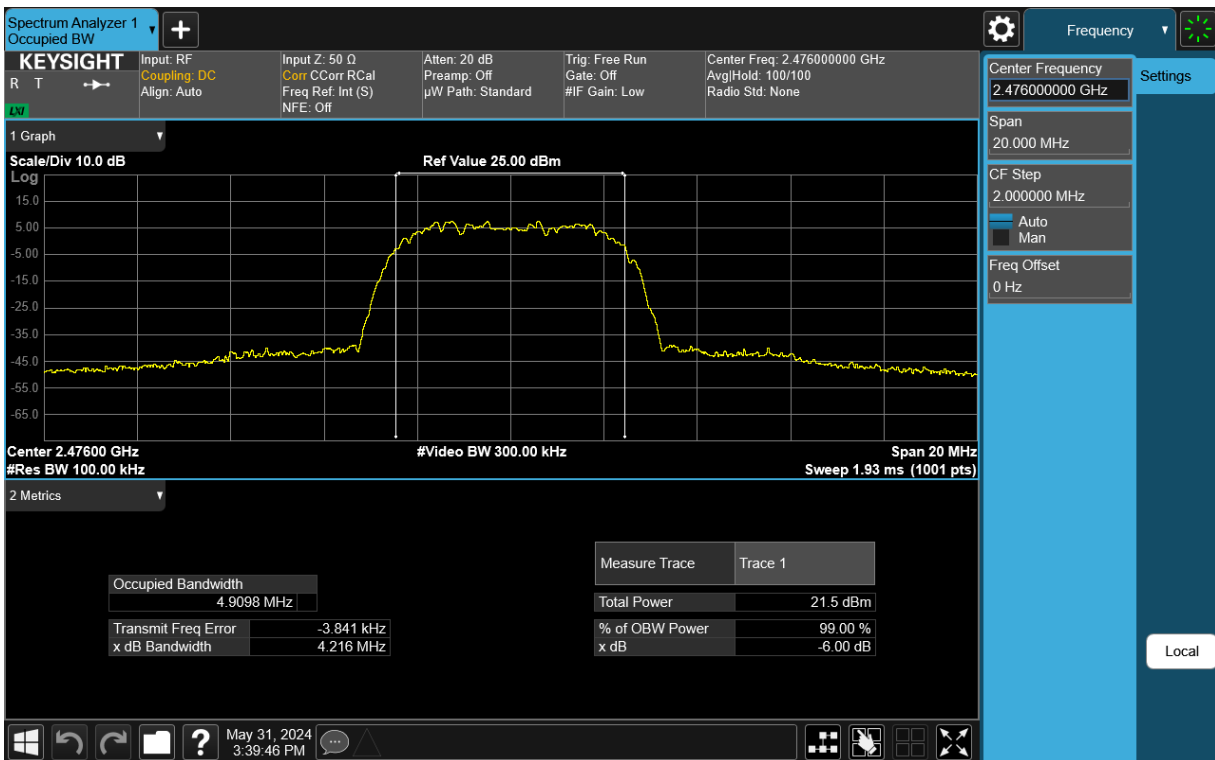 Spectrum Analyzer 1
Occupied BW
Frequency
KEYSIGHT
R T
LXI
Input: RF
Coupling: DC
Align: Auto
Input Z: 50 Ω
Corr CCorr RCal
Freq Ref: Int (S)
NFE: Off
Atten: 20 dB
Preamp: Off
µW Path: Standard
Trig: Free Run
Gate: Off
#IF Gain: Low
Center Freq: 2.476000000 GHz
Avg|Hold: 100/100
Radio Std: None
Center Frequency
2.476000000 GHz
Settings
Span
20.000 MHz
CF Step
2.000000 MHz
Auto
Man
Freq Offset
0 Hz
Local
1 Graph
Scale/Div 10.0 dB
Ref Value 25.00 dBm
Log
15.0
5.00
-5.00
-15.0
-25.0
-35.0
-45.0
-55.0
-65.0
Center 2.47600 GHz
#Video BW 300.00 kHz
Span 20 MHz
#Res BW 100.00 kHz
Sweep 1.93 ms (1001 pts)
2 Metrics
Measure Trace
Trace 1
Occupied Bandwidth
4.9098 MHz
Total Power
21.5 dBm
Transmit Freq Error
-3.841 kHz
% of OBW Power
99.00 %
x dB Bandwidth
4.216 MHz
x dB
-6.00 dB
?
May 31, 2024
3:39:46 PM